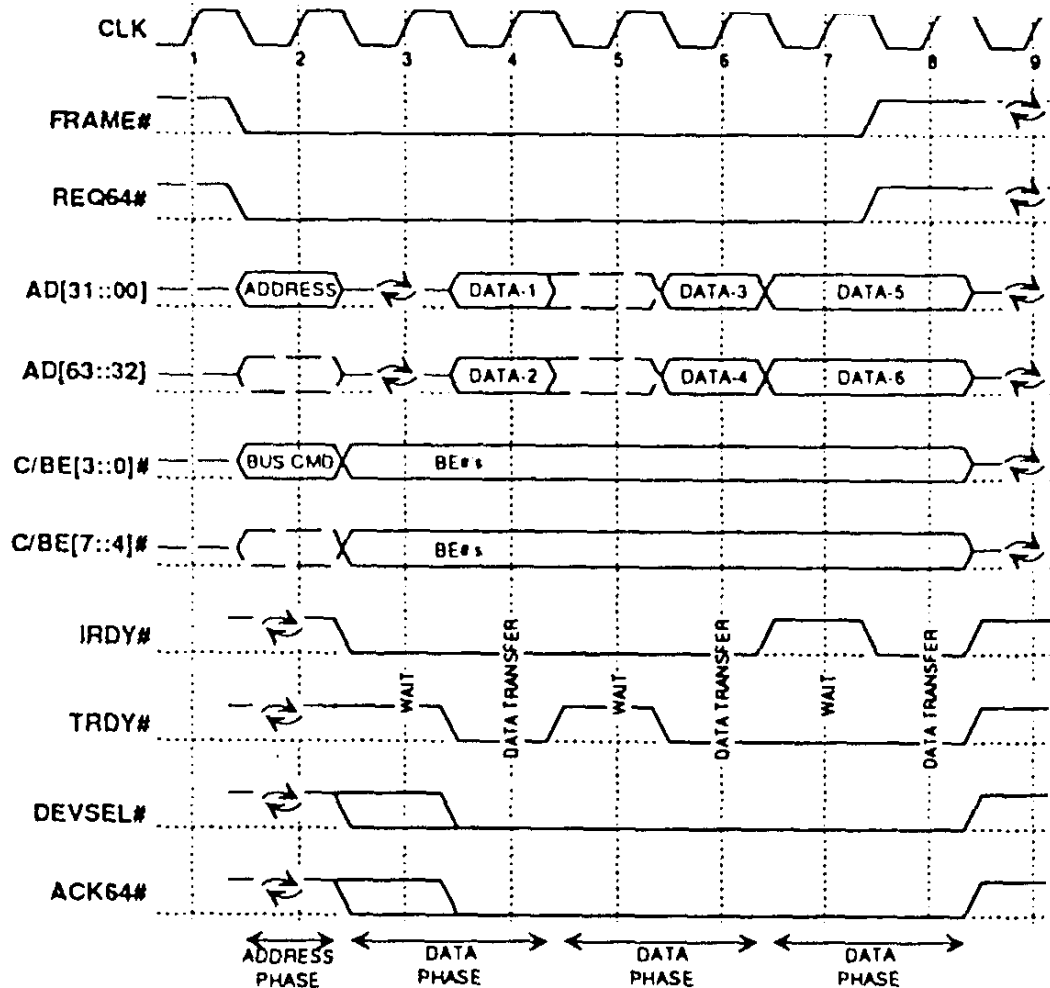 CLK
1 2 3 4 5 6 7 8 9
FRAME#
REQ64#
AD[31::00] ADDRESS DATA-1 DATA-3 DATA-5
AD[63::32] DATA-2 DATA-4 DATA-6
C/BE[3::0]# BUS CMD BE#s
C/BE[7::4]# BE#s
IRDY#
TRDY#
WAIT
DATA TRANSFER
WAIT
DATA TRANSFER
WAIT
DATA TRANSFER
DEVSEL#
ACK64#
ADDRESS PHASE
DATA PHASE
DATA PHASE
DATA PHASE